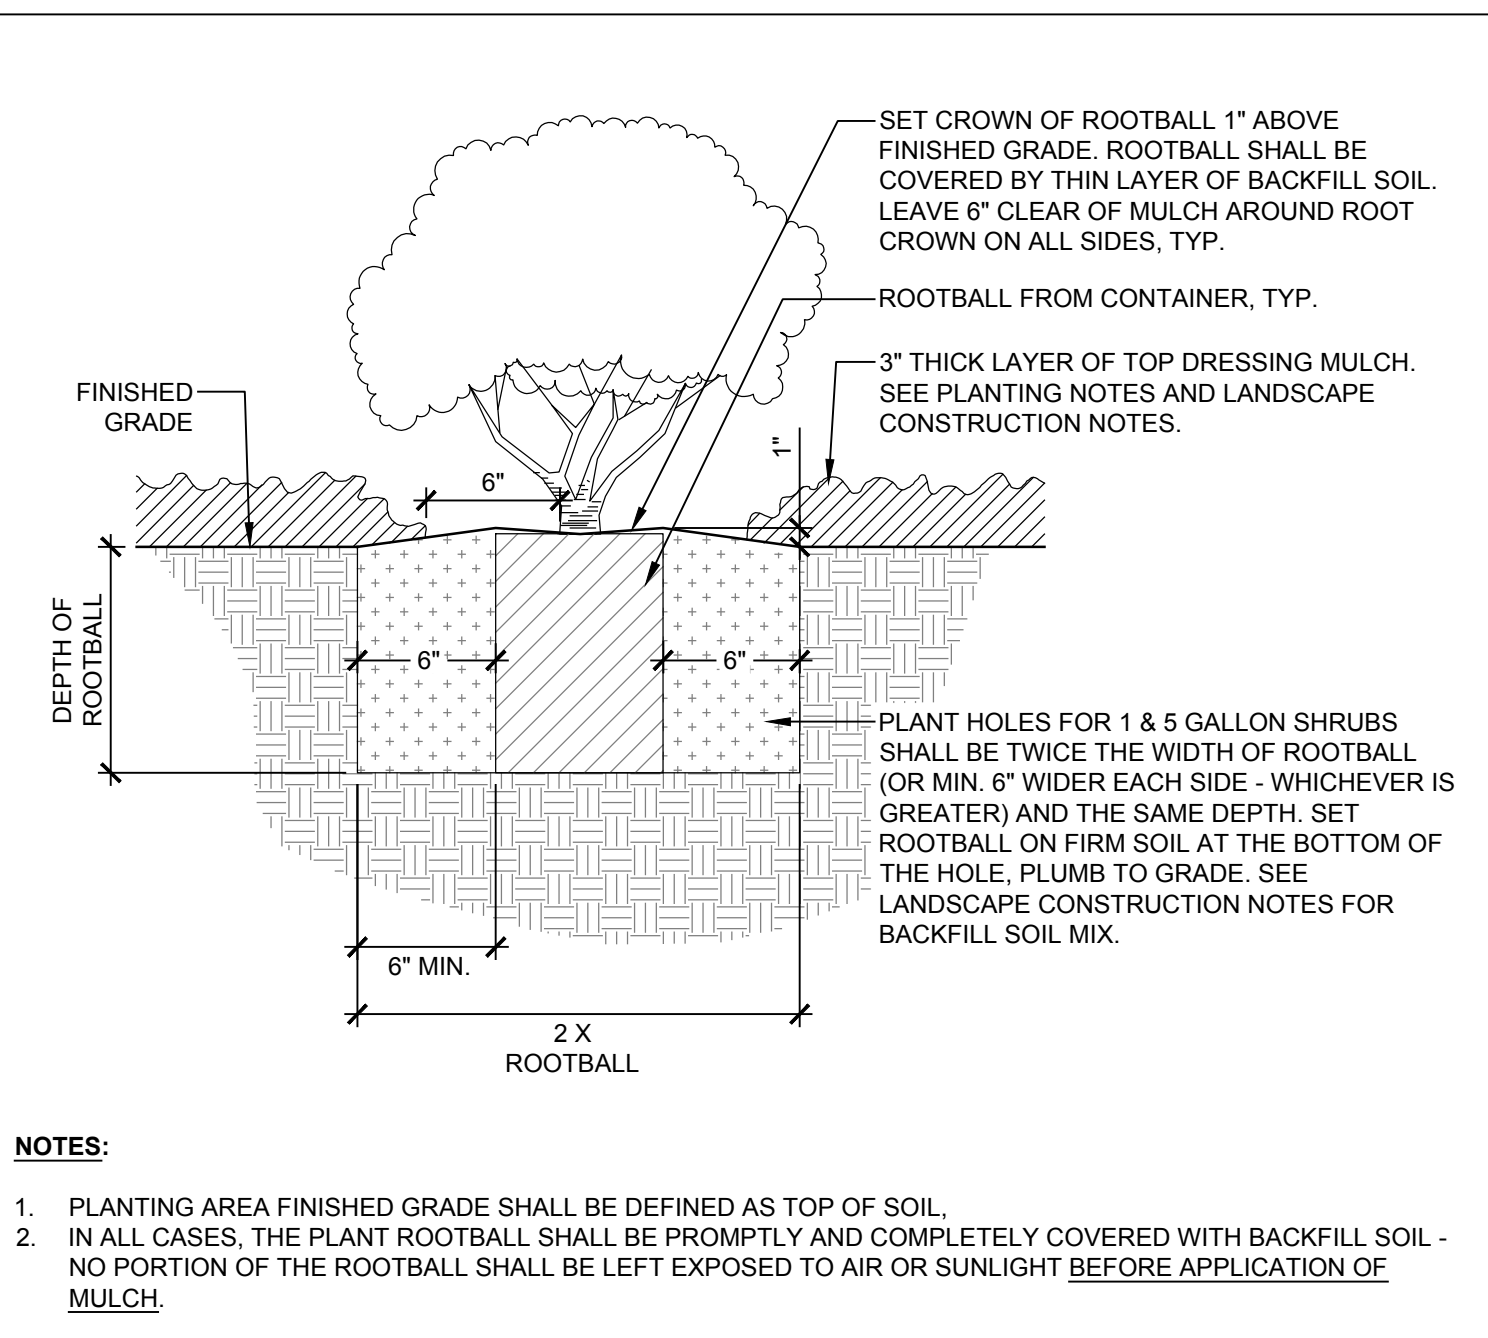 SET CROWN OF ROOTBALL 1" ABOVE
FINISHED GRADE. ROOTBALL SHALL BE
COVERED BY THIN LAYER OF BACKFILL SOIL.
LEAVE 6" CLEAR OF MULCH AROUND ROOT
CROWN ON ALL SIDES, TYP.
ROOTBALL FROM CONTAINER, TYP.
3" THICK LAYER OF TOP DRESSING MULCH.
SEE PLANTING NOTES AND LANDSCAPE
CONSTRUCTION NOTES.
FINISHED
GRADE
1"
6"
DEPTH OF
ROOTBALL
6"
6"
PLANT HOLES FOR 1 & 5 GALLON SHRUBS
SHALL BE TWICE THE WIDTH OF ROOTBALL
(OR MIN. 6" WIDER EACH SIDE - WHICHEVER IS
GREATER) AND THE SAME DEPTH. SET
ROOTBALL ON FIRM SOIL AT THE BOTTOM OF
THE HOLE, PLUMB TO GRADE. SEE
LANDSCAPE CONSTRUCTION NOTES FOR
BACKFILL SOIL MIX.
6" MIN.
2 X
ROOTBALL
NOTES:
1. PLANTING AREA FINISHED GRADE SHALL BE DEFINED AS TOP OF SOIL,
2. IN ALL CASES, THE PLANT ROOTBALL SHALL BE PROMPTLY AND COMPLETELY COVERED WITH BACKFILL SOIL -
NO PORTION OF THE ROOTBALL SHALL BE LEFT EXPOSED TO AIR OR SUNLIGHT BEFORE APPLICATION OF
MULCH.